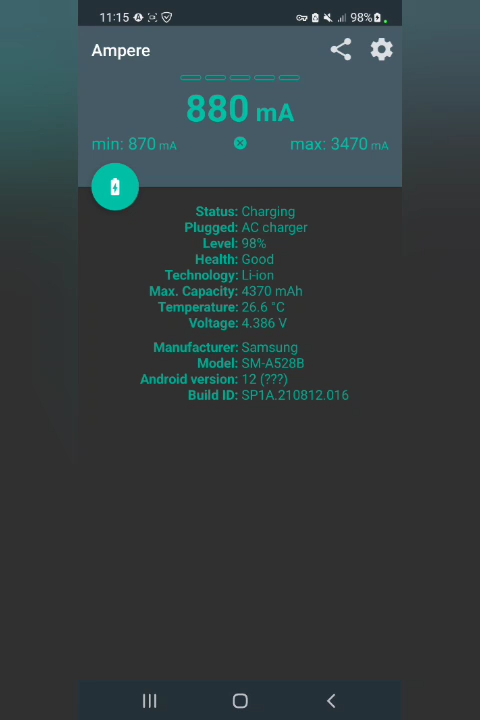 11:15 98%
Ampere
880 mA
min: 870 mA max: 3470 mA
Status: Charging
Plugged: AC charger
Level: 98%
Health: Good
Technology: Li-ion
Max. Capacity: 4370 mAh
Temperature: 26.6 °C
Voltage: 4.386 V
Manufacturer: Samsung
Model: SM-A528B
Android version: 12 (???)
Build ID: SP1A.210812.016